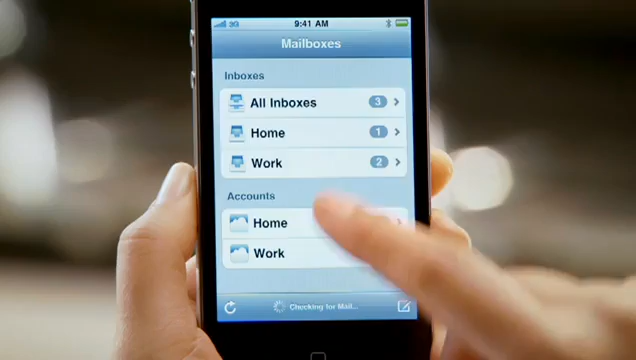 3G 9:41 AM
Mailboxes
Inboxes
All Inboxes 3
Home 1
Work 2
Accounts
Home
Work
Checking for Mail...